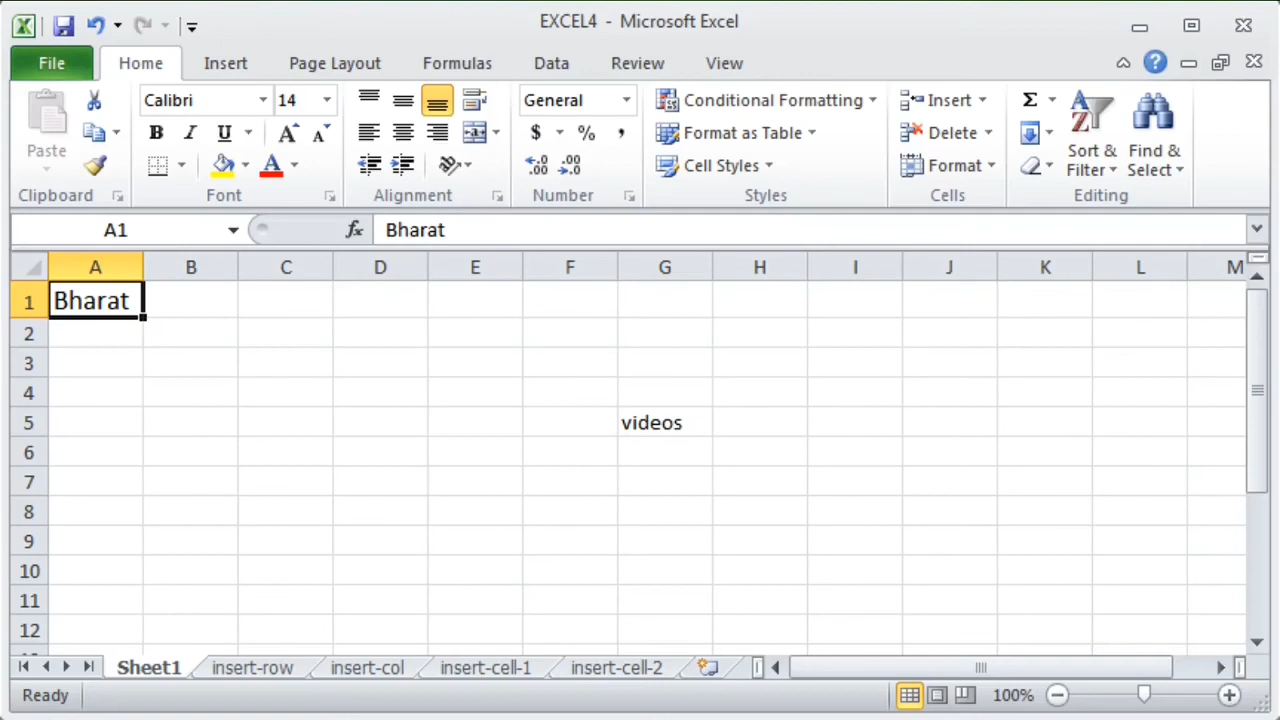 EXCEL4 - Microsoft Excel
File Home Insert Page Layout Formulas Data Review View
Calibri 14 General Conditional Formatting Insert Σ
Paste B I U A A $ % , Format as Table Delete Sort & Filter Find & Select
A Cell Styles Format
Clipboard Font Alignment Number Styles Cells Editing
A1 fx Bharat
A B C D E F G H I J K L M
1 Bharat
2
3
4
5 videos
6
7
8
9
10
11
12
Sheet1 insert-row insert-col insert-cell-1 insert-cell-2
Ready 100%